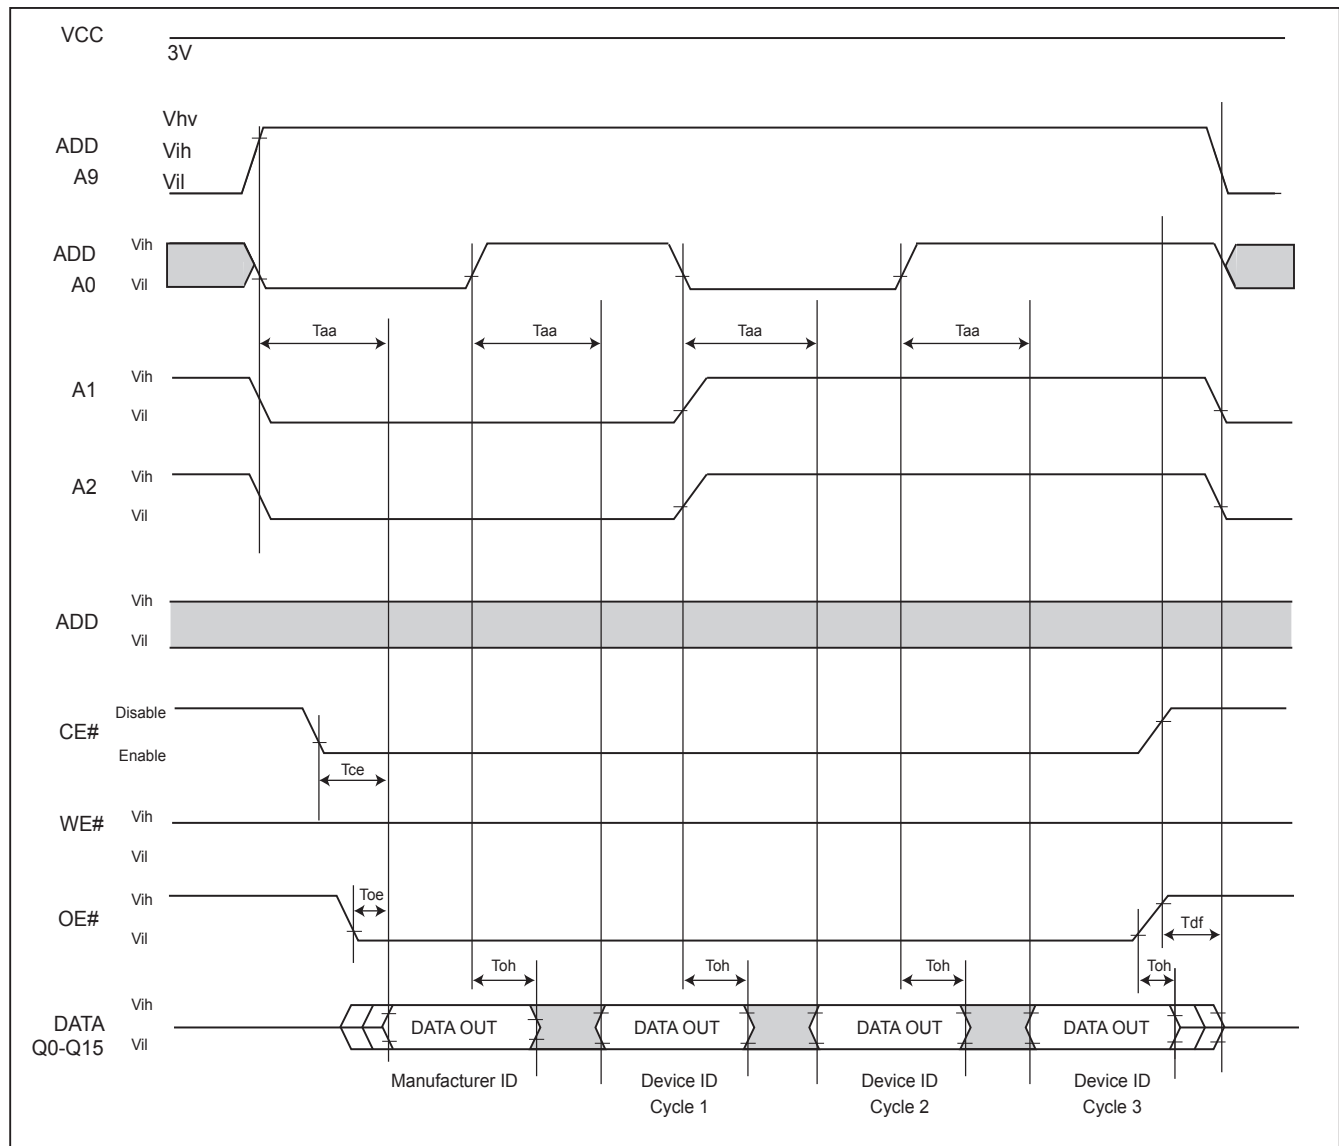 VCC
3V
ADD
A9
Vhv
Vih
Vil
ADD
A0
Vih
Vil
Taa
Taa
Taa
Taa
A1
Vih
Vil
A2
Vih
Vil
ADD
Vih
Vil
CE#
Disable
Enable
Tce
WE#
Vih
Vil
OE#
Vih
Vil
Toe
Tdf
Toh
Toh
Toh
Toh
DATA
Q0-Q15
Vih
Vil
DATA OUT
DATA OUT
DATA OUT
DATA OUT
Manufacturer ID
Device ID
Cycle 1
Device ID
Cycle 2
Device ID
Cycle 3